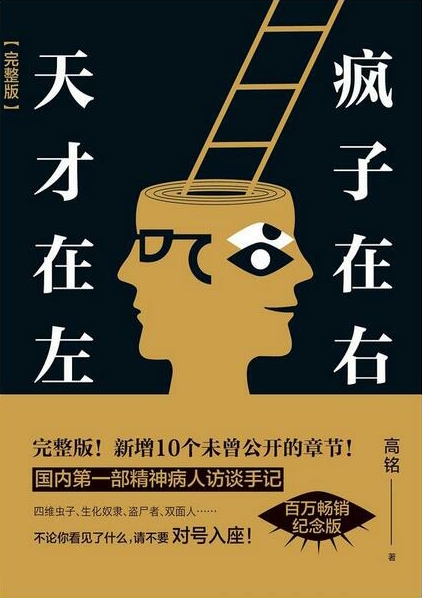 【完整版】
天才在左
疯子在右
完整版！新增10个未曾公开的章节！
国内第一部精神病人访谈手记
四维虫子、生化奴隶、盗尸者、双面人……
不论你看见了什么，请不要 对号入座！
百万畅销
纪念版
高铭——著